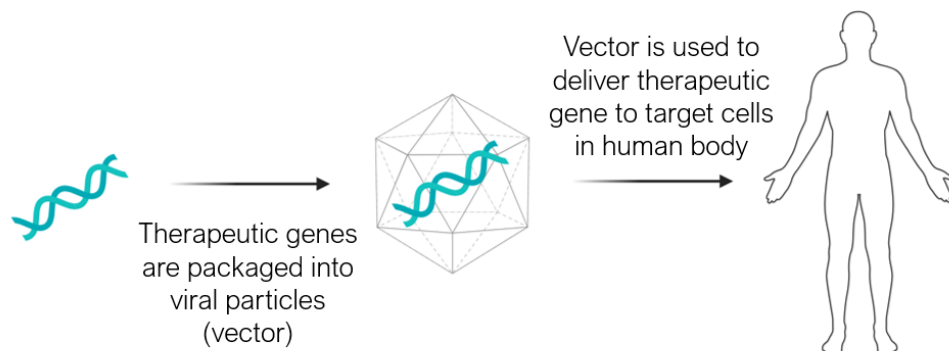 Therapeutic genes
are packaged into
viral particles
(vector)
Vector is used to
deliver therapeutic
gene to target cells
in human body